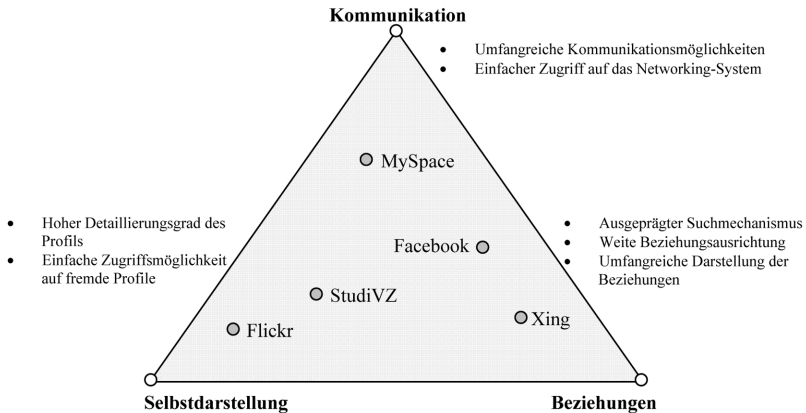 Kommunikation
• Umfangreiche Kommunikationsmöglichkeiten
• Einfacher Zugriff auf das Networking-System
MySpace
• Hoher Detaillierungsgrad des
Profils
• Einfache Zugriffsmöglichkeit
auf fremde Profile
• Ausgeprägter Suchmechanismus
• Weite Beziehungsausrichtung
• Umfangreiche Darstellung der
Beziehungen
Facebook
StudiVZ
Xing
Flickr
Selbstdarstellung
Beziehungen